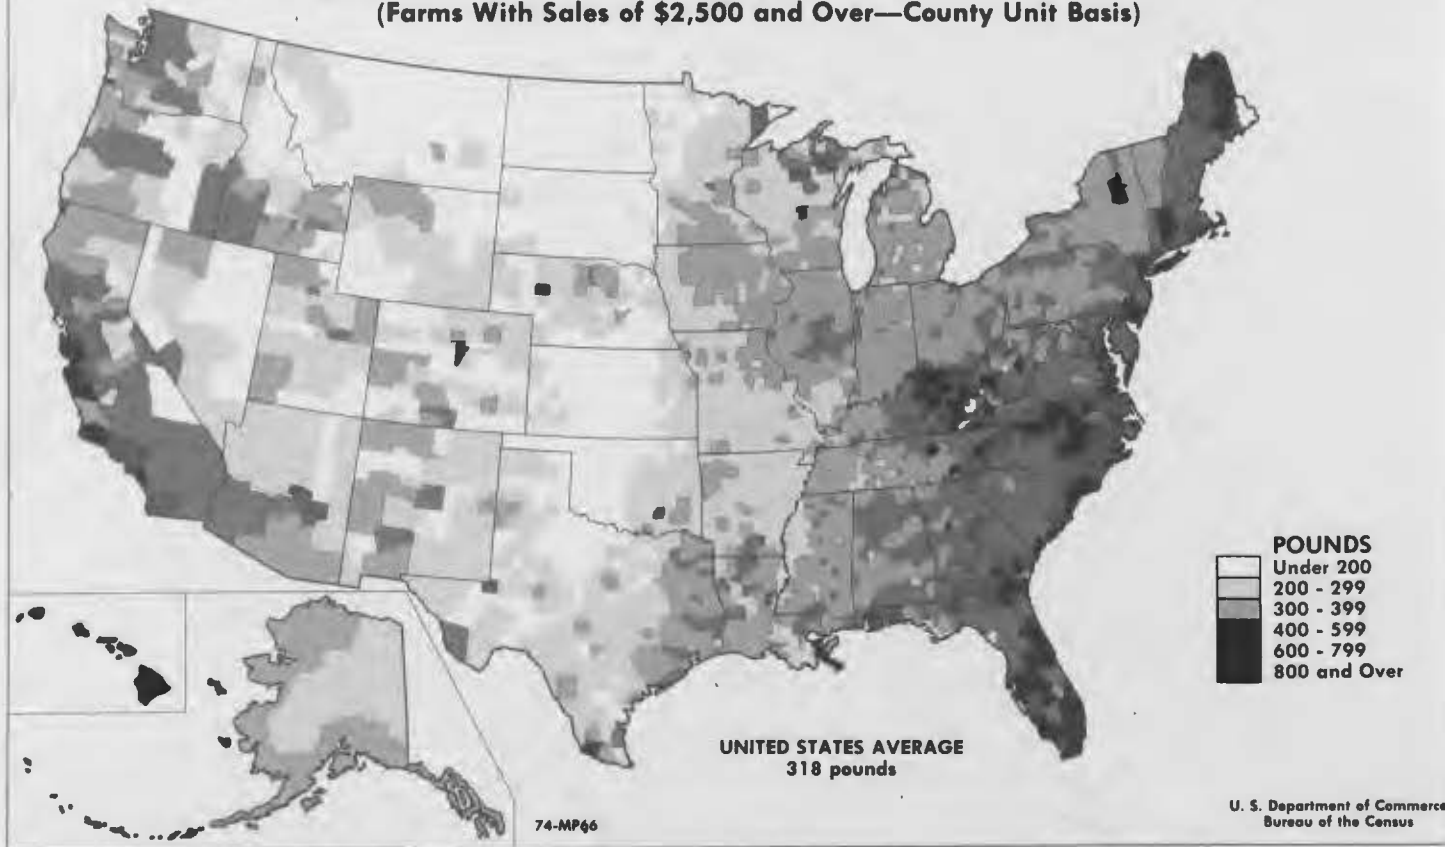 (Farms With Sales of $2,500 and Over—County Unit Basis)
POUNDS
Under 200
200 - 299
300 - 399
400 - 599
600 - 799
800 and Over
UNITED STATES AVERAGE
318 pounds
74-MP66
U. S. Department of Commerce
Bureau of the Census